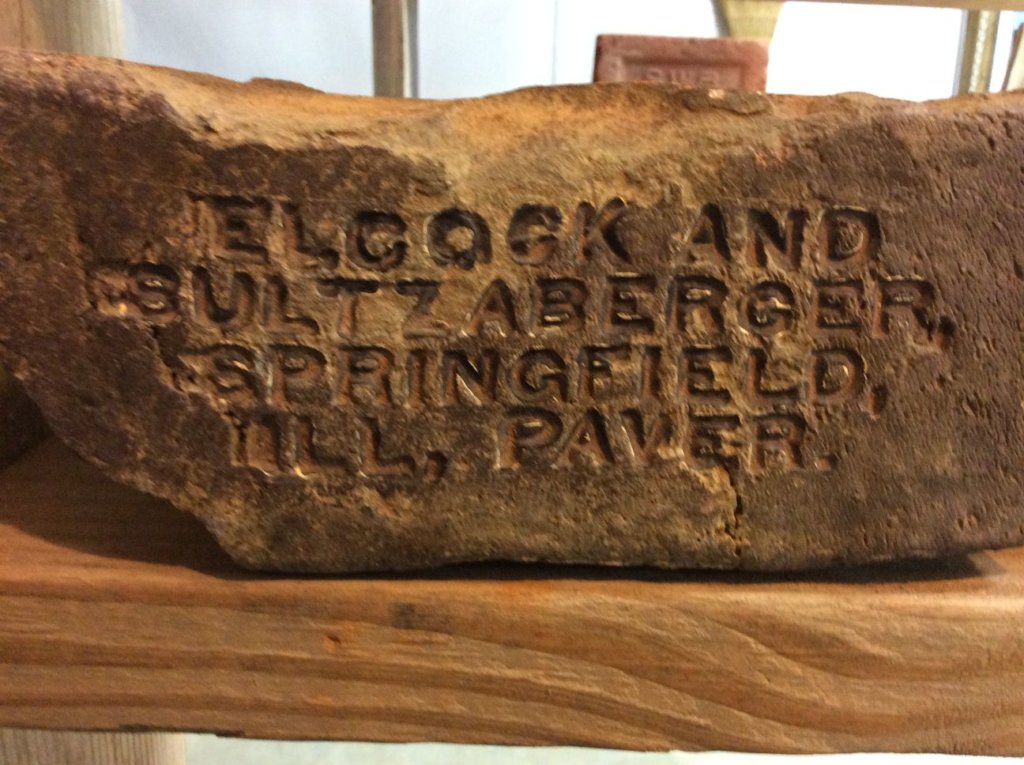 ELCOCK AND
SULTZABERGER,
SPRINGFIELD,
ILL, PAVER.